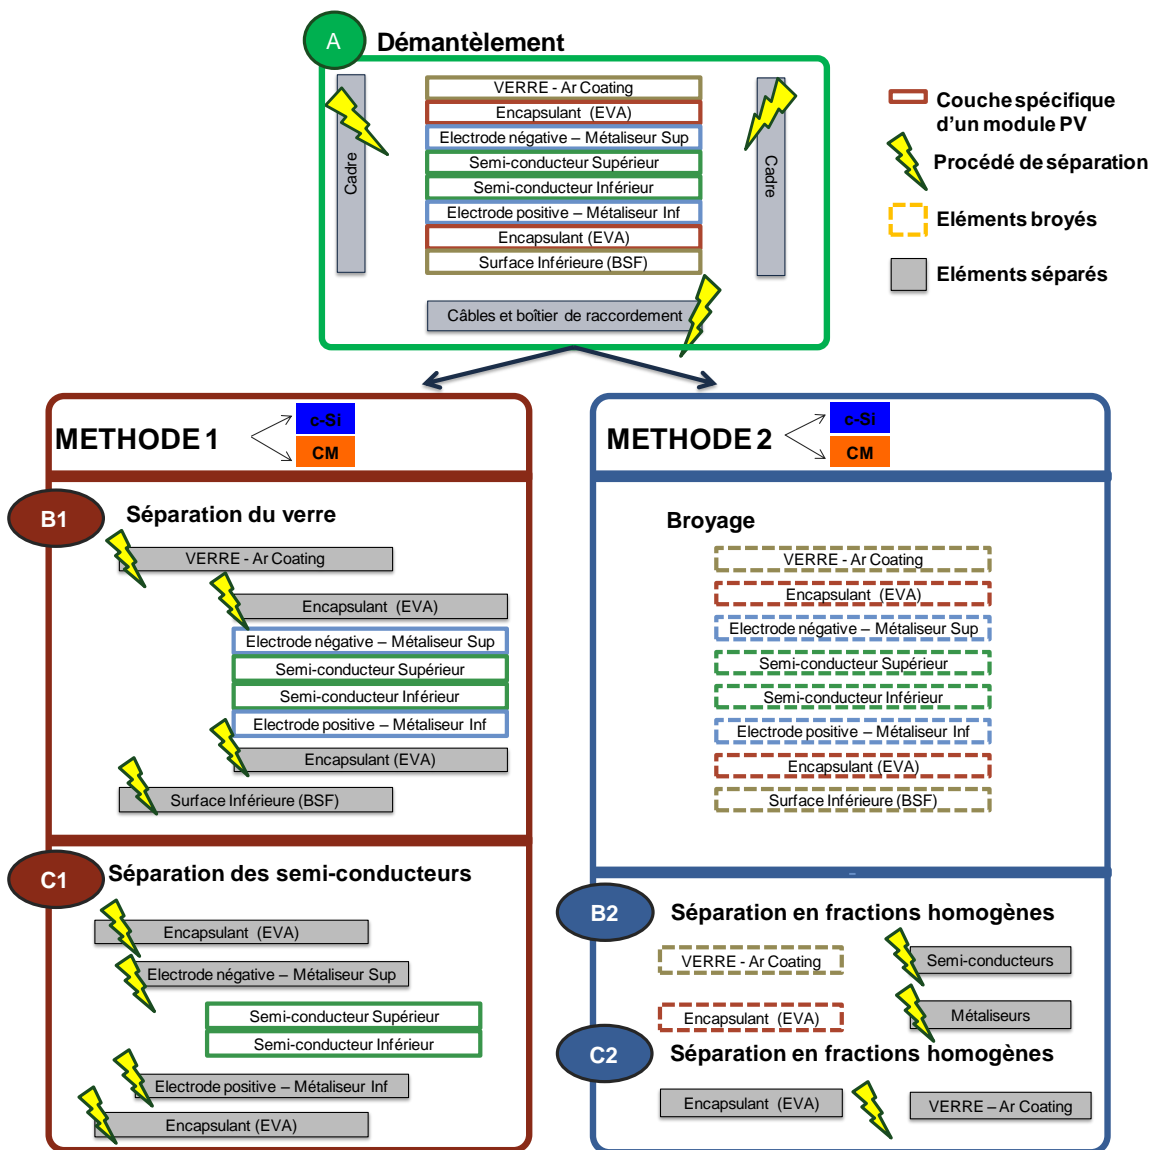 A
Démantèlement
VERRE - Ar Coating
Encapsulant (EVA)
Electrode négative – Métaliseur Sup
Semi-conducteur Supérieur
Semi-conducteur Inférieur
Electrode positive – Métaliseur Inf
Encapsulant (EVA)
Surface Inférieure (BSF)
Cadre
Cadre
Câbles et boîtier de raccordement
Couche spécifique
d'un module PV
Procédé de séparation
Eléments broyés
Eléments séparés
METHODE 1
c-Si
CM
B1
Séparation du verre
VERRE - Ar Coating
Encapsulant (EVA)
Electrode négative – Métaliseur Sup
Semi-conducteur Supérieur
Semi-conducteur Inférieur
Electrode positive – Métaliseur Inf
Encapsulant (EVA)
Surface Inférieure (BSF)
C1
Séparation des semi-conducteurs
Encapsulant (EVA)
Electrode négative – Métaliseur Sup
Semi-conducteur Supérieur
Semi-conducteur Inférieur
Electrode positive – Métaliseur Inf
Encapsulant (EVA)
METHODE 2
c-Si
CM
Broyage
VERRE - Ar Coating
Encapsulant (EVA)
Electrode négative – Métaliseur Sup
Semi-conducteur Supérieur
Semi-conducteur Inférieur
Electrode positive – Métaliseur Inf
Encapsulant (EVA)
Surface Inférieure (BSF)
B2
Séparation en fractions homogènes
VERRE - Ar Coating
Semi-conducteurs
Encapsulant (EVA)
Métaliseurs
C2
Séparation en fractions homogènes
Encapsulant (EVA)
VERRE – Ar Coating